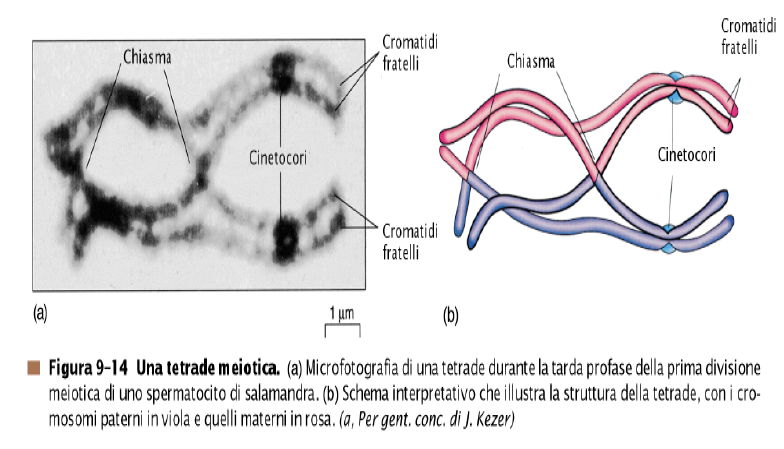 Chiasma
Cromatidi
fratelli
Cinetocori
Cromatidi
fratelli
(a)
1 µm
Cromatidi
fratelli
Chiasma
Cinetocori
(b)
Figura 9-14 Una tetrade meiotica. (a) Microfotografia di una tetrade durante la tarda profase della prima divisione
meiotica di uno spermatocito di salamandra. (b) Schema interpretativo che illustra la struttura della tetrade, con i cro-
mosomi paterni in viola e quelli materni in rosa. (a, Per gent. conc. di J. Kezer)